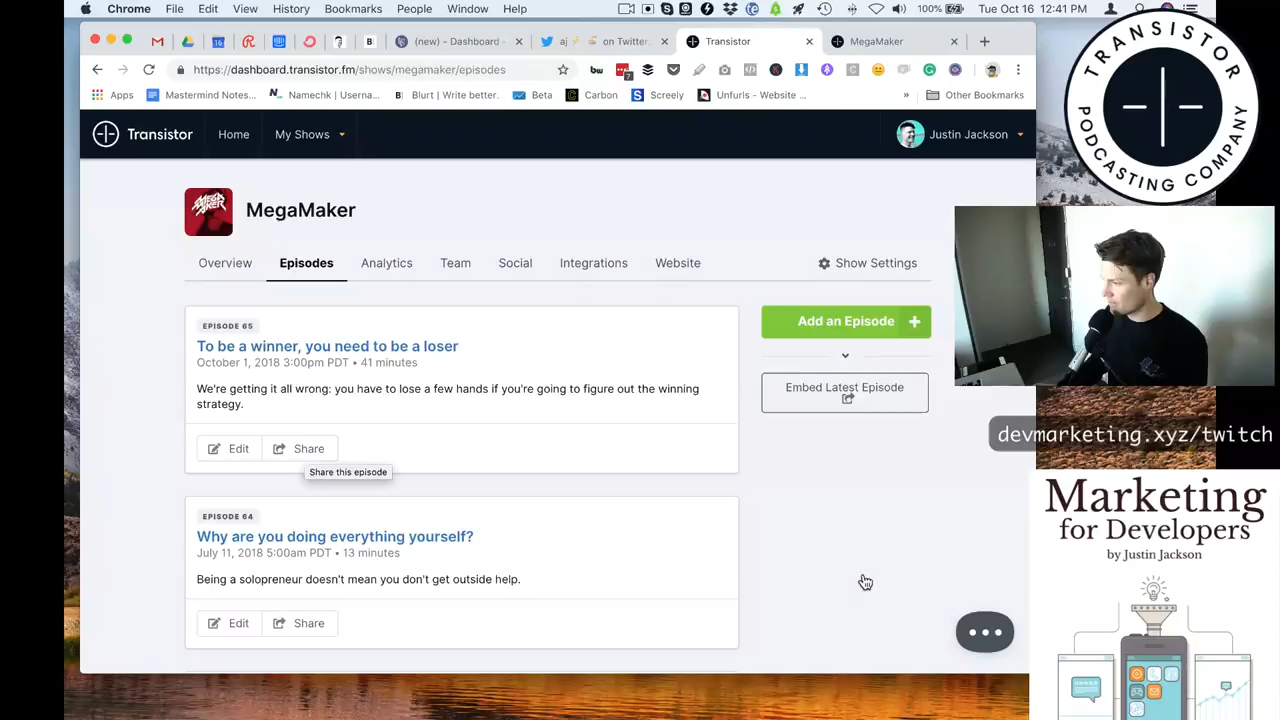 Chrome File Edit View History Bookmarks People Window Help 100% Tue Oct 16 12:41 PM
(new) - Dashboard -
on Twitter:
Transistor
MegaMaker
https://dashboard.transistor.fm/shows/megamaker/episodes
Apps Mastermind Notes... Namechk | Userna... Blurt | Write better. Beta Carbon Screely Unfurls - Website ... » Other Bookmarks
Transistor Home My Shows Justin Jackson
TRANSISTOR
PODCASTING COMPANY
MEGA
MAKER
MegaMaker
Overview Episodes Analytics Team Social Integrations Website Show Settings
EPISODE 65
To be a winner, you need to be a loser
October 1, 2018 3:00pm PDT • 41 minutes
We're getting it all wrong: you have to lose a few hands if you're going to figure out the winning
strategy.
Edit Share
Share this episode
Add an Episode +
Embed Latest Episode
EPISODE 64
Why are you doing everything yourself?
July 11, 2018 5:00am PDT • 13 minutes
Being a solopreneur doesn't mean you don't get outside help.
Edit Share
devmarketing.xyz/twitch
Marketing
for Developers
by Justin Jackson